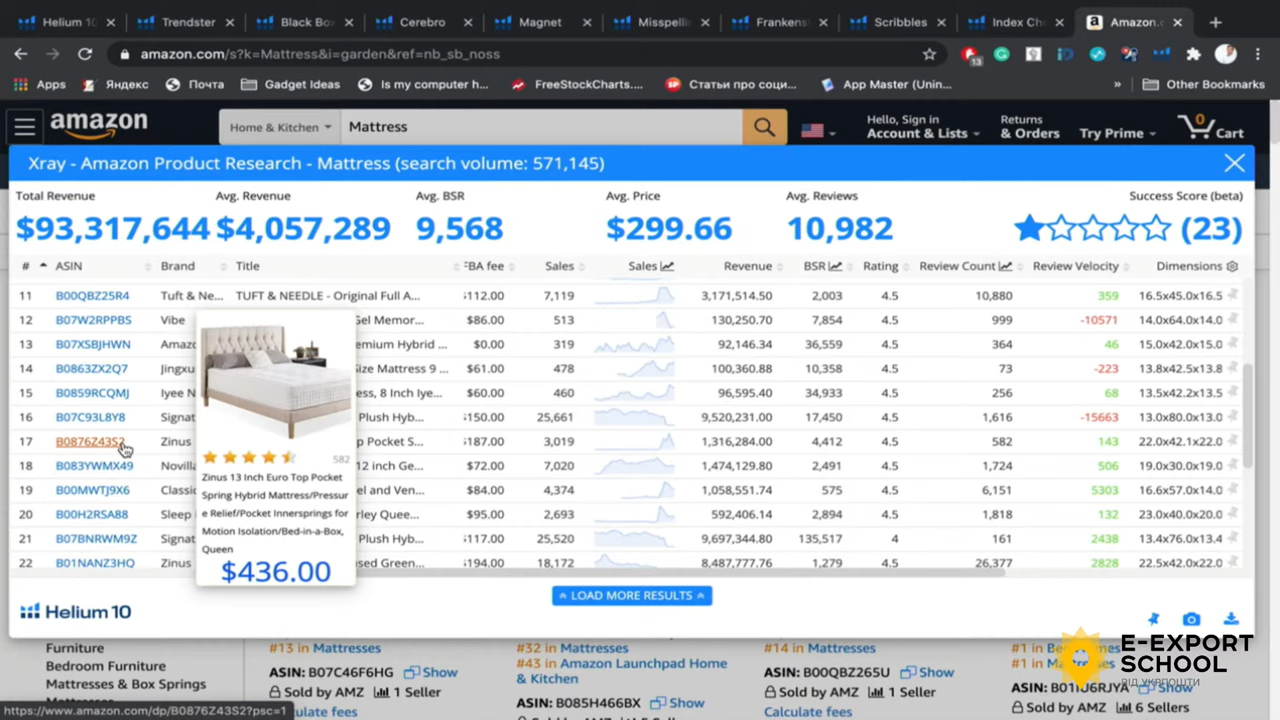 Helium 10 × Trendster × Black Bo × Cerebro × Magnet × Misspelli × Franken × Scribbles × Index Ch × Amazon. × +
amazon.com/s?k=Mattress&i=garden&ref=nb_sb_noss
Apps Яндекс Почта Gadget Ideas Is my computer h... FreeStockCharts.... Статьи про соци... App Master (Unin... » Other Bookmarks
amazon Home & Kitchen Mattress Hello, Sign in Account & Lists Returns & Orders Try Prime 0 Cart
Xray - Amazon Product Research - Mattress (search volume: 571,145)
Total Revenue Avg. Revenue Avg. BSR Avg. Price Avg. Reviews Success Score (beta)
$93,317,644 $4,057,289 9,568 $299.66 10,982 (23)
# ASIN Brand Title FBA fee Sales Sales Revenue BSR Rating Review Count Review Velocity Dimensions
11 B00QBZ25R4 Tuft & Ne... TUFT & NEEDLE - Original Full A... $112.00 7,119 3,171,514.50 2,003 4.5 10,880 359 16.5x45.0x16.5
12 B07W2RPPBS Vibe Gel Memor... $86.00 513 130,250.70 7,854 4.5 999 -10571 14.0x64.0x14.0
13 B07XSBJHWN Amaz emium Hybrid ... $0.00 319 92,146.34 36,559 4.5 364 46 15.0x42.0x15.0
14 B0863ZX2Q7 Jingxu Size Mattress 9 ... $61.00 478 100,360.88 10,358 4.5 73 -223 13.8x42.5x13.8
15 B0859RCQMJ Iyee N ess, 8 Inch Iye... $60.00 460 96,595.40 34,933 4.5 256 68 13.5x42.0x13.5
16 B07C93L8Y8 Signat Plush Hyb... $150.00 25,661 9,520,231.00 17,450 4.5 1,616 -15663 13.0x80.0x13.0
17 B0876Z43S2 Zinus p Pocket S... $187.00 3,019 1,316,284.00 4,412 4.5 582 143 22.0x42.1x22.0
18 B083YWMX49 Novilla 12 inch Ge... $72.00 7,020 1,474,129.80 2,491 4.5 1,724 506 19.0x30.0x19.0
19 B00MWTJ9X6 Classic el and Ven... $84.00 4,374 1,058,551.74 575 4.5 6,151 5303 16.6x57.0x14.0
20 B00H2RSA88 Sleep rley Quee... $95.00 2,693 592,406.14 2,894 4.5 1,818 132 23.0x40.0x20.0
21 B07BNRWM9Z Signat Plush Hyb... $117.00 25,520 9,697,344.80 135,517 4 161 2438 13.4x76.0x13.4
22 B01NANZ3HQ Zinus sed Green... $194.00 18,172 8,487,777.76 1,279 4.5 26,377 2828 22.5x42.0x22.0
582
Zinus 13 Inch Euro Top Pocket
Spring Hybrid Mattress/Pressur
e Relief/Pocket Innersprings for
Motion Isolation/Bed-in-a-Box,
Queen
$436.00
LOAD MORE RESULTS
Helium 10
Furniture
Bedroom Furniture
Mattresses & Box Springs
#13 in Mattresses
ASIN: B07C46F6HG Show
Sold by AMZ 1 Seller
Calculate fees
#32 in Mattresses
#43 in Amazon Launchpad Home
& Kitchen
ASIN: B085H466BX Show
#14 in Mattresses
ASIN: B00QBZ265U Show
Sold by AMZ 1 Seller
Calculate fees
ASIN: B01IU6RJYA Show
Sold by AMZ 6 Sellers
E-EXPORT
SCHOOL
ВІД УКРПОШТИ
https://www.amazon.com/dp/B0876Z43S2?psc=1